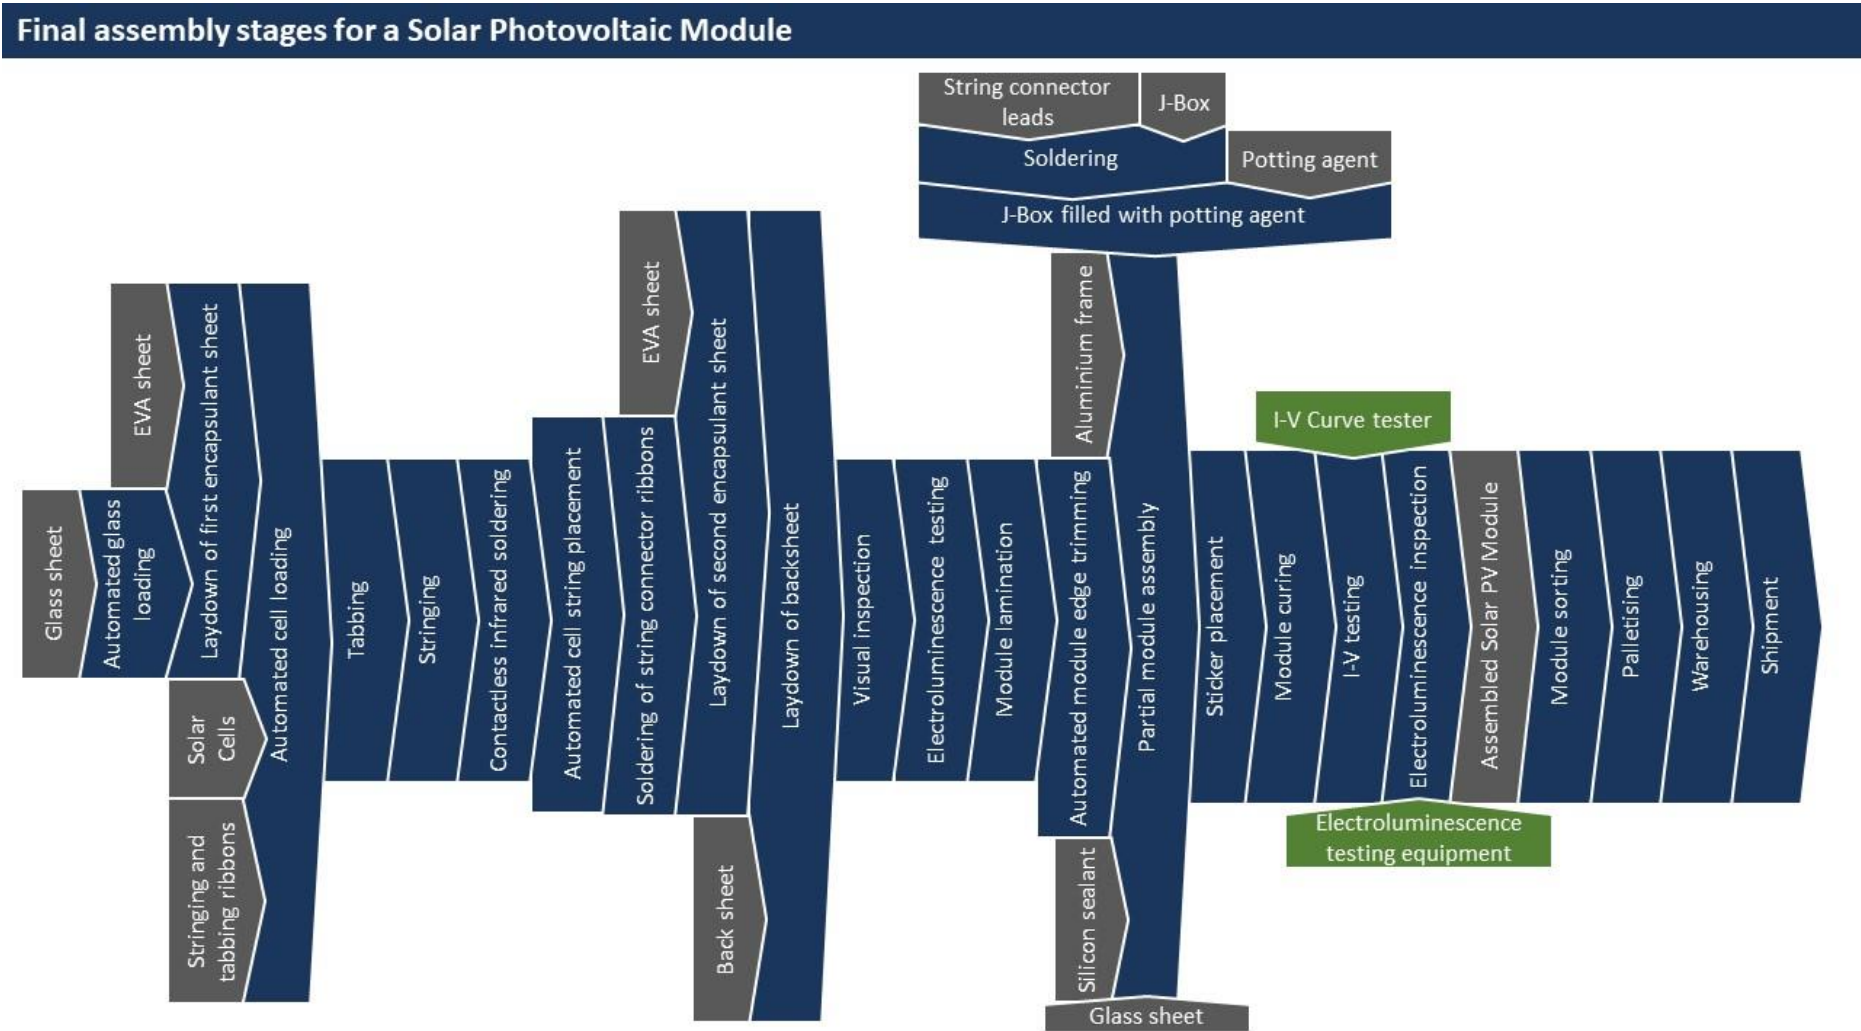 Final assembly stages for a Solar Photovoltaic Module
String connector
leads
J-Box
Soldering
Potting agent
J-Box filled with potting agent
Glass sheet
Automated glass
loading
EVA sheet
Laydown of first encapsulant sheet
Solar
Cells
Stringing and
tabbing ribbons
Automated cell loading
Tabbing
Stringing
Contactless infrared soldering
Automated cell string placement
Soldering of string connector ribbons
EVA sheet
Laydown of second encapsulant sheet
Back sheet
Laydown of backsheet
Visual inspection
Electroluminescence testing
Module lamination
Automated module edge trimming
Aluminium frame
Silicon sealant
Glass sheet
Partial module assembly
Sticker placement
Module curing
I-V Curve tester
I-V testing
Electroluminescence inspection
Electroluminescence
testing equipment
Assembled Solar PV Module
Module sorting
Palletising
Warehousing
Shipment